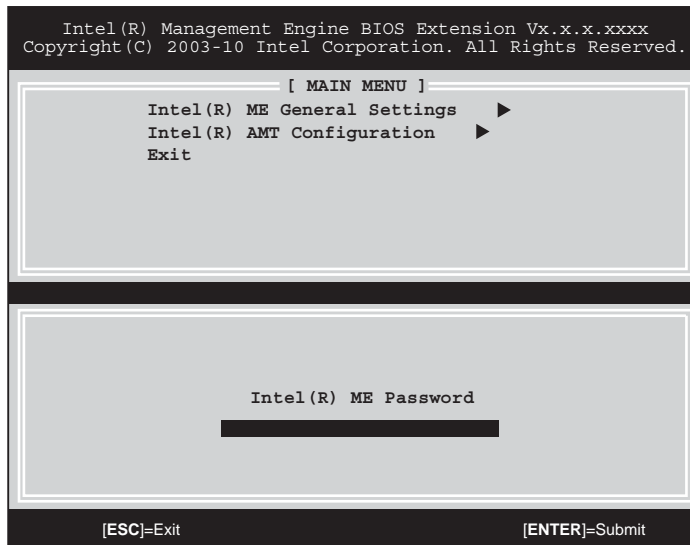 Intel(R) Management Engine BIOS Extension Vx.x.x.xxxx
Copyright(C) 2003-10 Intel Corporation. All Rights Reserved.
[ MAIN MENU ]
Intel(R) ME General Settings ▶
Intel(R) AMT Configuration ▶
Exit
Intel(R) ME Password
[ESC]=Exit [ENTER]=Submit